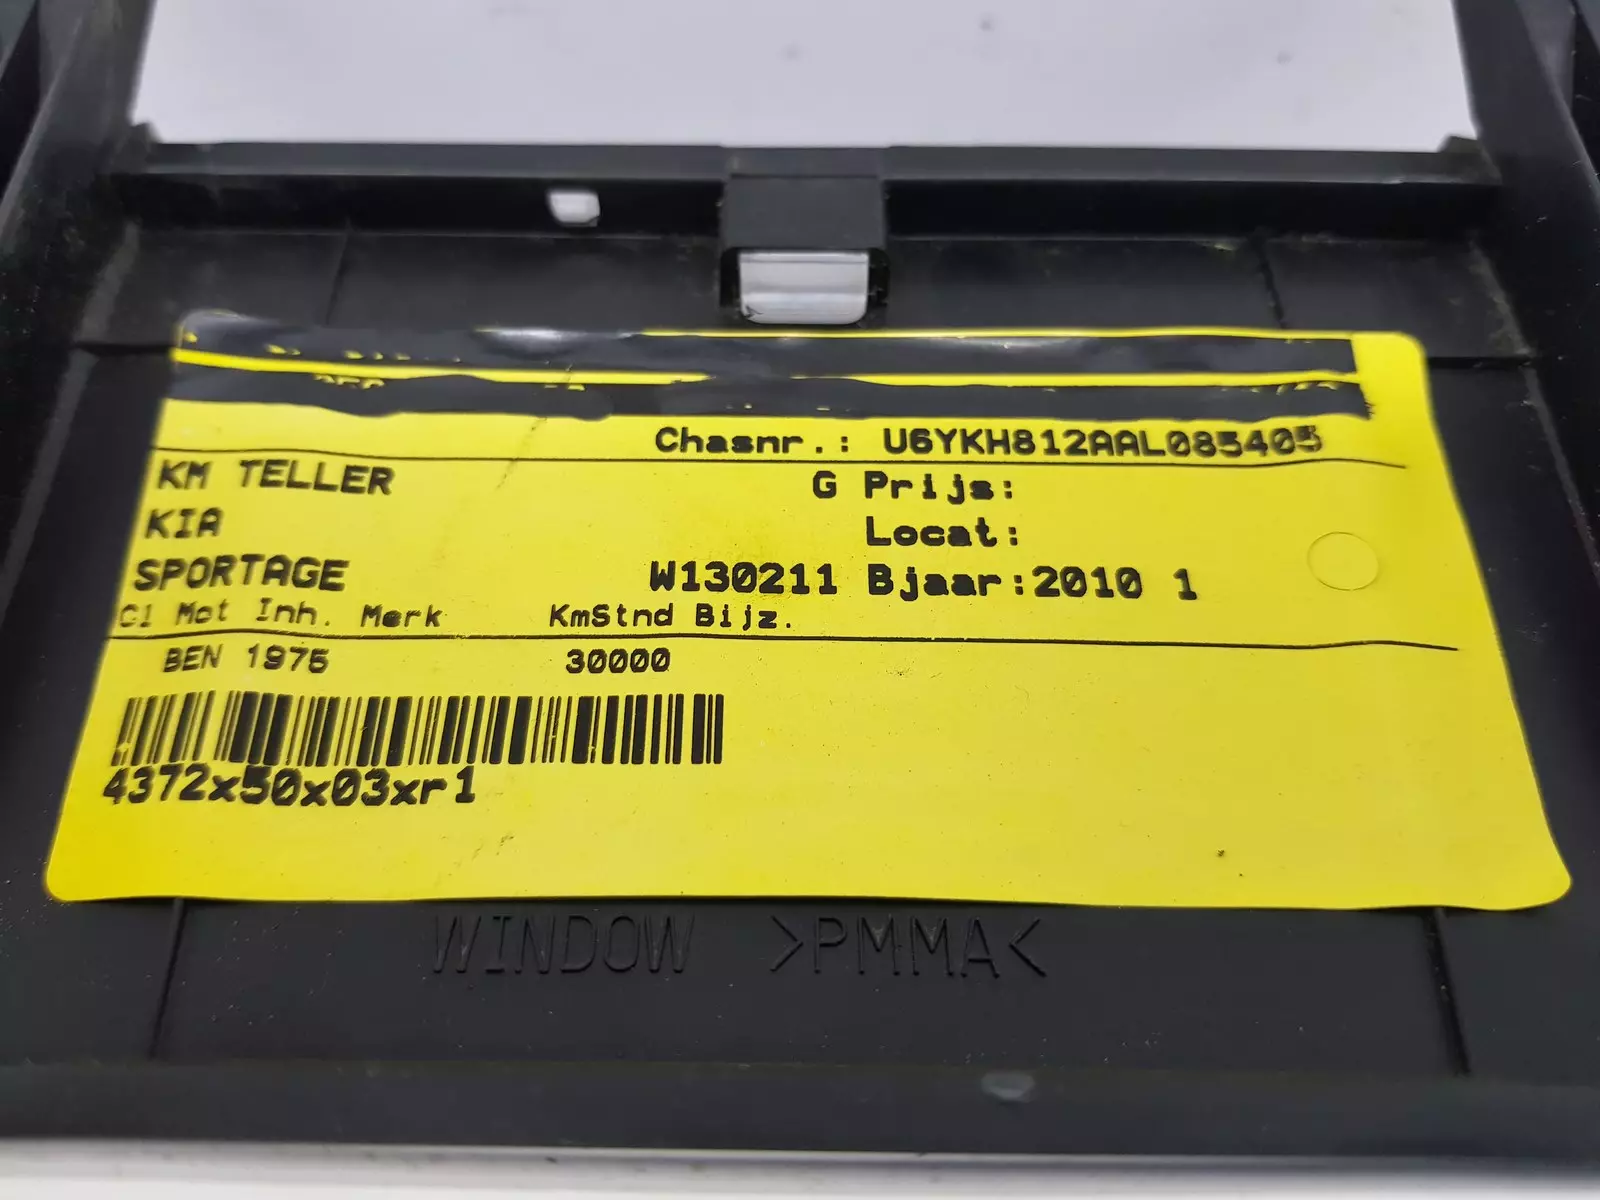 Chasnr.: U6YKH812AAL085405
KM TELLER G Prijs:
KIA Locat:
SPORTAGE W130211 Bjaar:2010 1
Cl Mot Inh. Merk KmStnd Bijz.
BEN 1975 30000
4372x50x03xr1
WINDOW >PMMA<